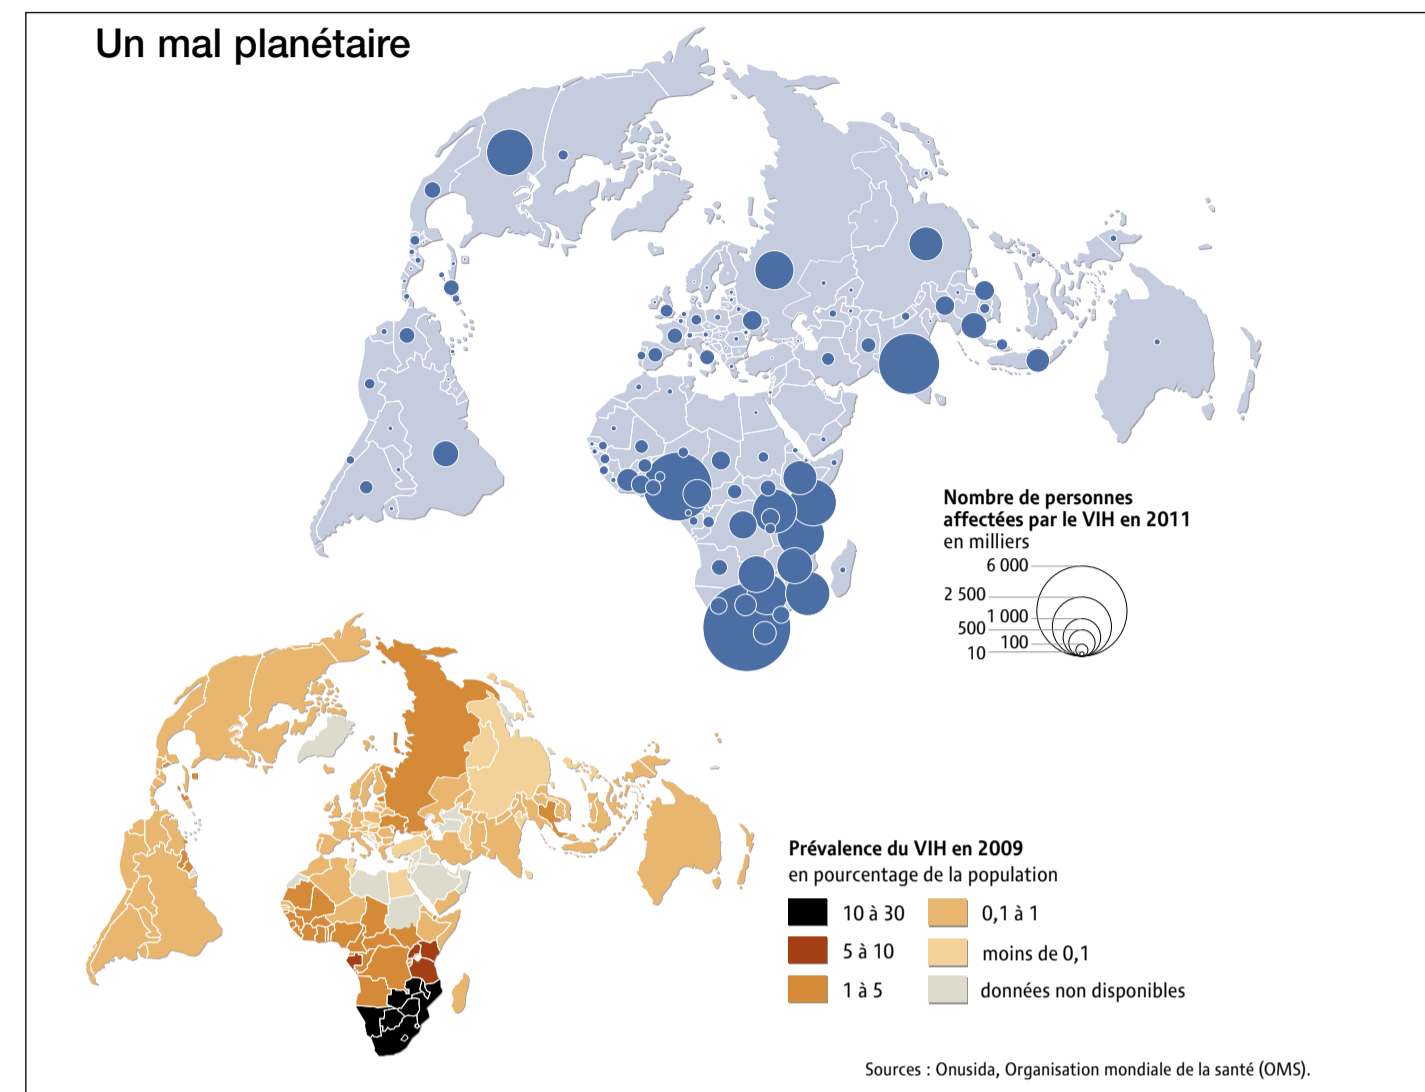 Un mal planétaire
Nombre de personnes
affectées par le VIH en 2011
en milliers
6 000
2 500
1 000
500
100
10
Prévalence du VIH en 2009
en pourcentage de la population
10 à 30
0,1 à 1
5 à 10
moins de 0,1
1 à 5
données non disponibles
Sources : Onusida, Organisation mondiale de la santé (OMS).